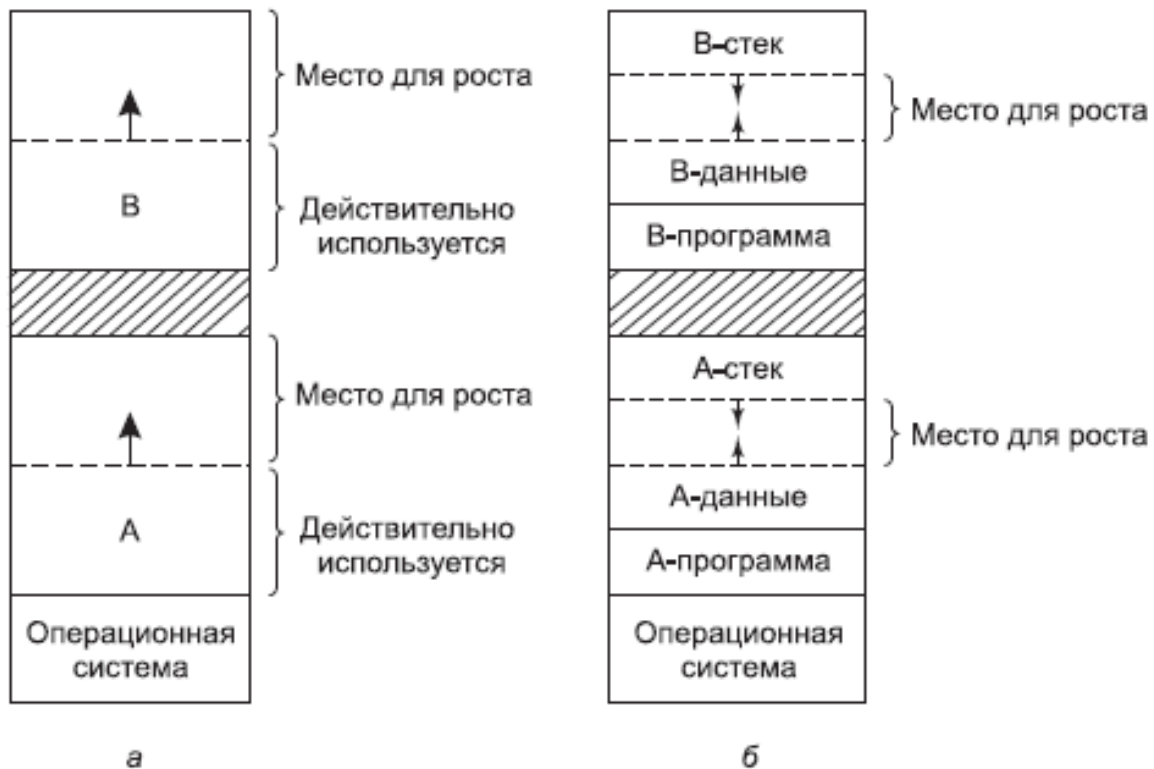 Место для роста
В
Действительно
используется
Место для роста
А
Действительно
используется
Операционная
система
а
В-стек
Место для роста
В-данные
В-программа
А-стек
Место для роста
А-данные
А-программа
Операционная
система
б